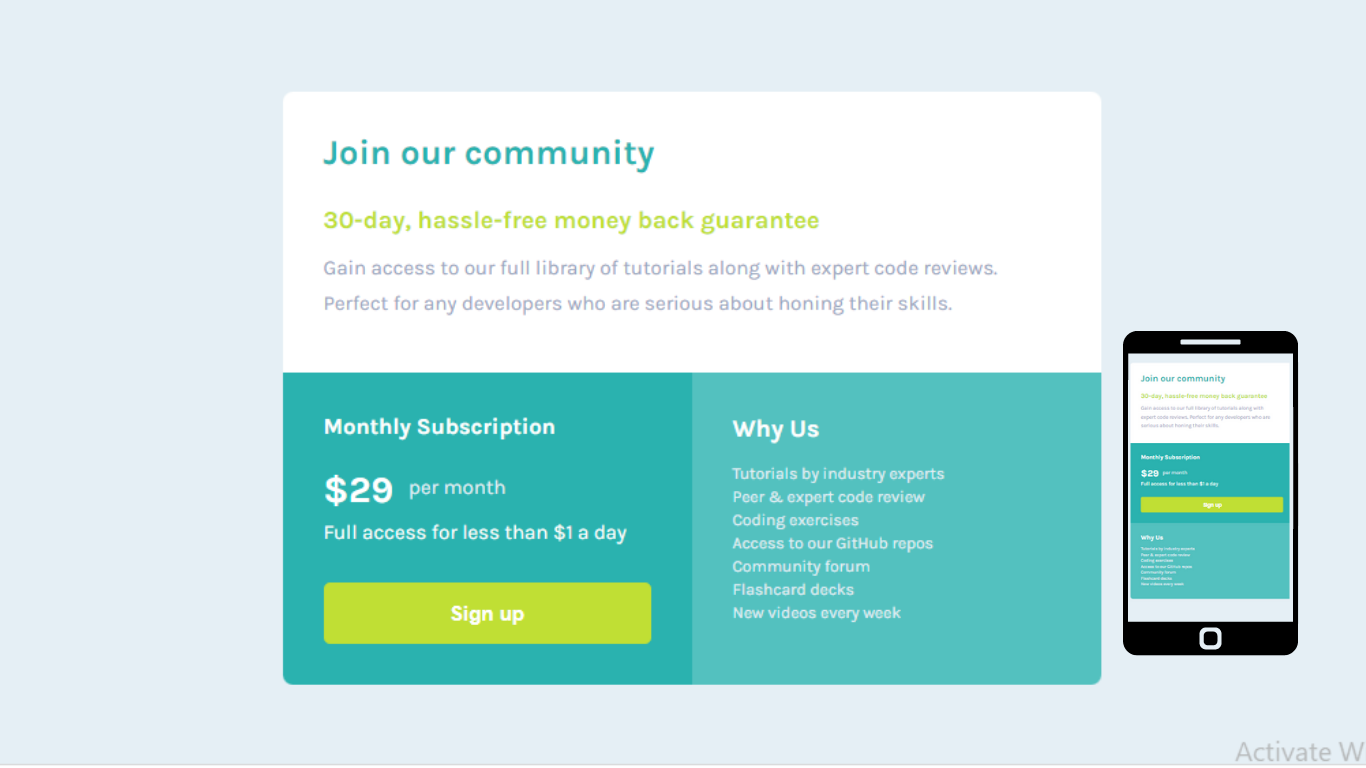 Join our community
30-day, hassle-free money back guarantee
Gain access to our full library of tutorials along with expert code reviews.
Perfect for any developers who are serious about honing their skills.
Monthly Subscription
$29 per month
Full access for less than $1 a day
Sign up
Why Us
Tutorials by industry experts
Peer & expert code review
Coding exercises
Access to our GitHub repos
Community forum
Flashcard decks
New videos every week
Join our community
30-day, hassle-free money back guarantee
Gain access to our full library of tutorials along with
expert code reviews. Perfect for any developers who are
serious about honing their skills.
Monthly Subscription
$29 per month
Full access for less than $1 a day
Sign up
Why Us
Tutorials by industry experts
Peer & expert code review
Coding exercises
Access to our GitHub repos
Community forum
Flashcard decks
New videos every week
Activate W